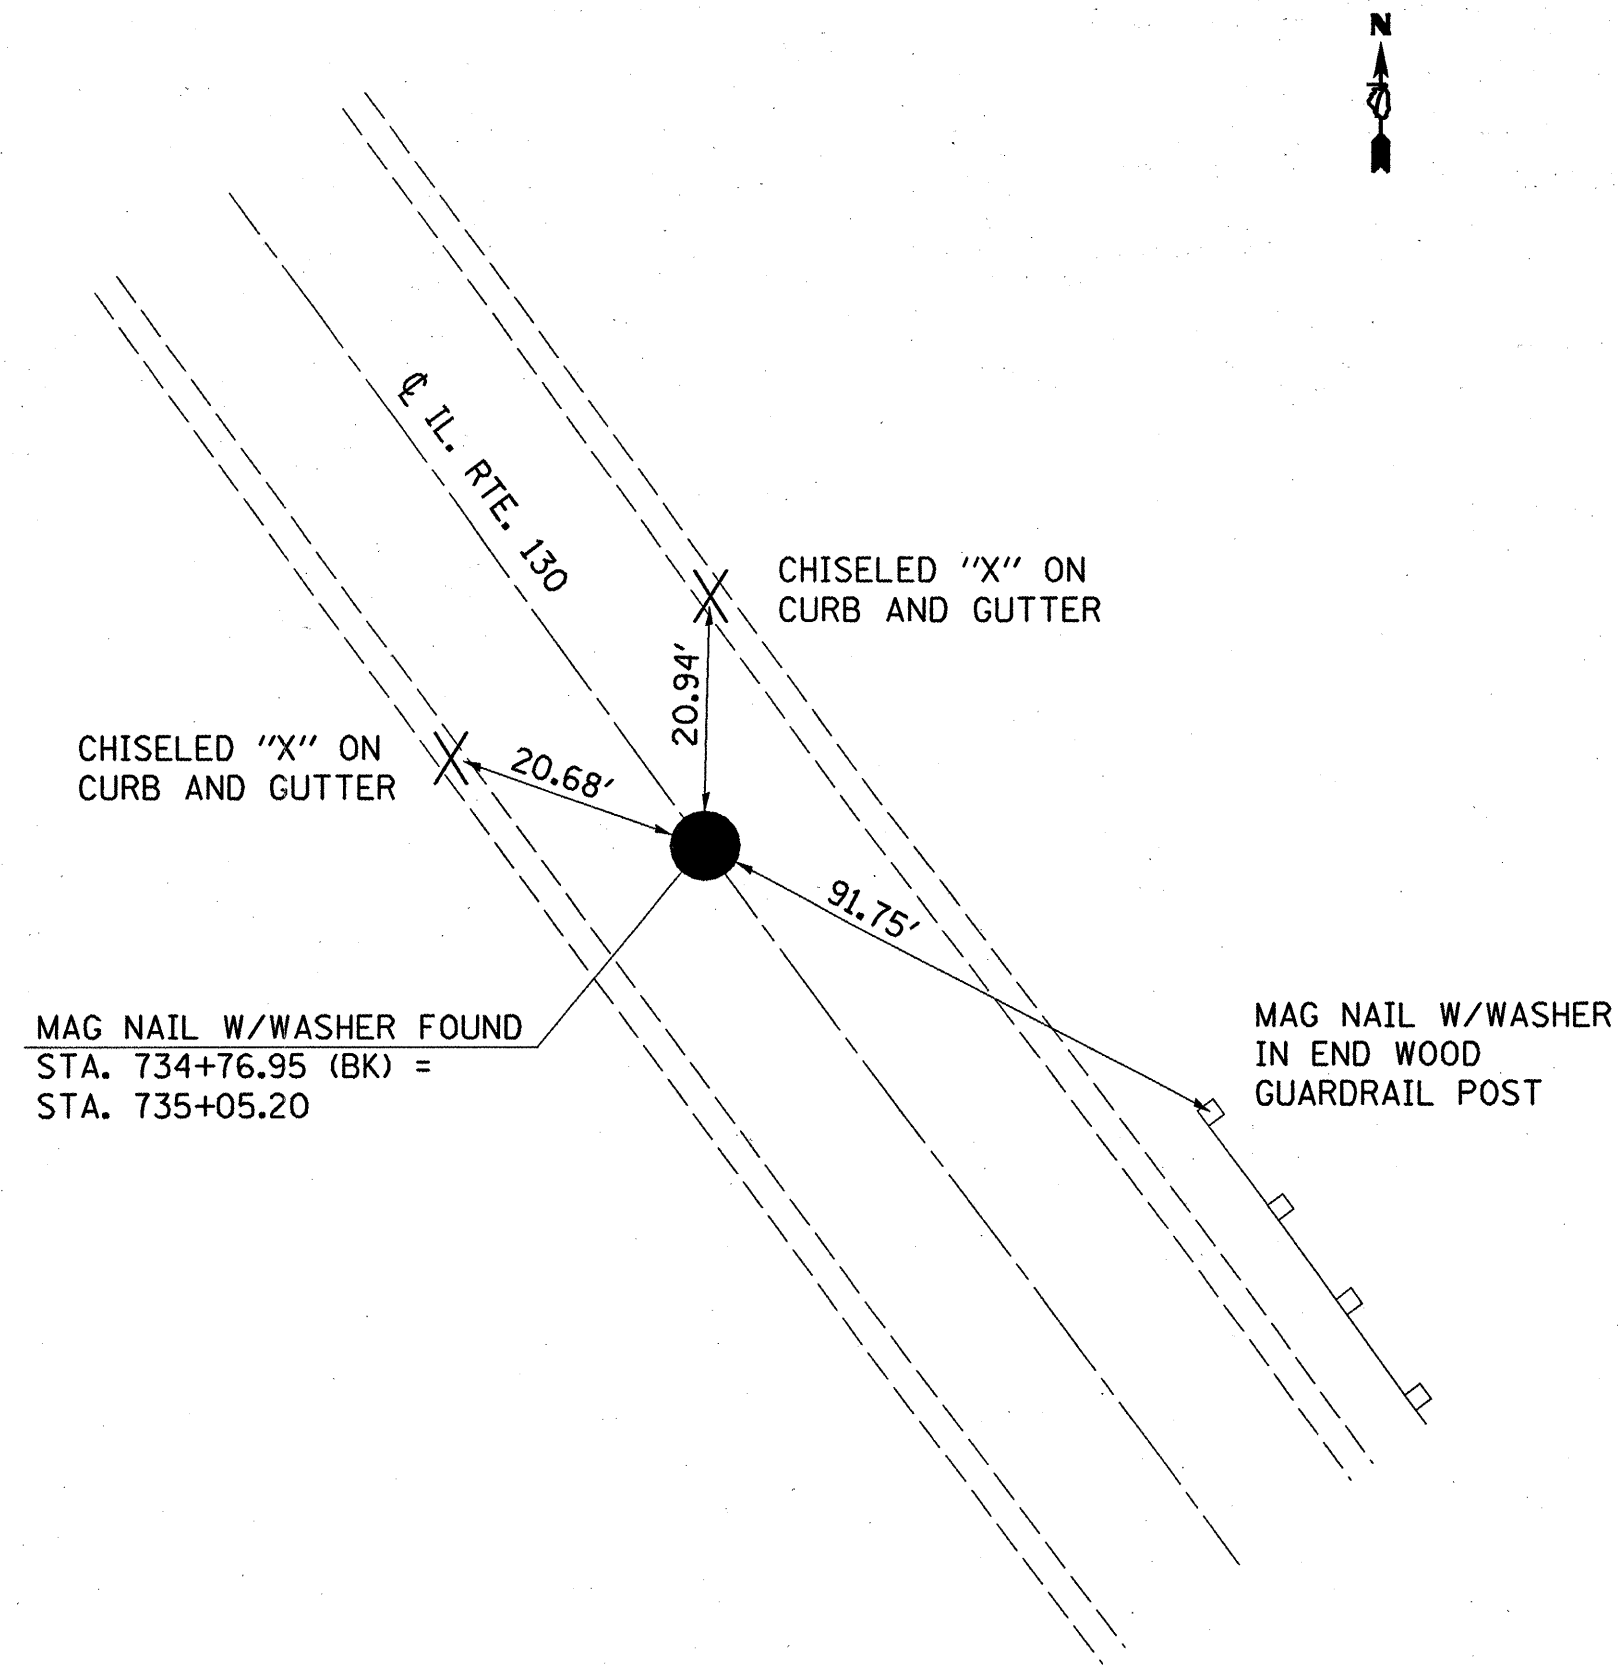 N
℄ IL. RTE. 130
CHISELED "X" ON
CURB AND GUTTER
20.94'
CHISELED "X" ON
CURB AND GUTTER
20.68'
91.75'
MAG NAIL W/WASHER FOUND
STA. 734+76.95 (BK) =
STA. 735+05.20
MAG NAIL W/WASHER
IN END WOOD
GUARDRAIL POST